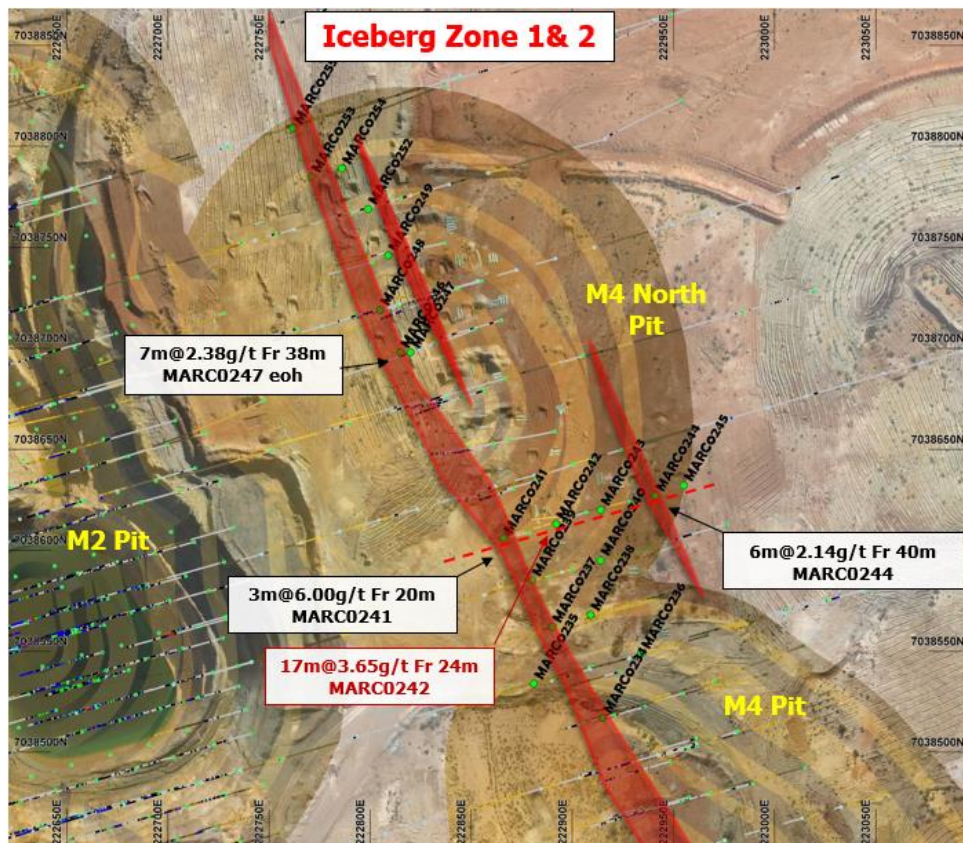 Iceberg Zone 1& 2
222650E
222700E
222750E
222950E
223000E
223050E
7038850N
7038850N
7038800N
7038800N
7038750N
7038750N
7038700N
7038700N
7038650N
7038650N
7038600N
7038600N
7038550N
7038550N
7038500N
7038500N
MARC0253
MARC0254
MARC0252
MARC0249
MARC0248
MARC0247
M4 North
Pit
7m@2.38g/t Fr 38m
MARC0247 eoh
MARC0245
MARC0244
MARC0243
MARC0242
MARC0241
MARC0240
MARC0239
MARC0238
MARC0237
MARC0236
MARC0235
MARC0234
M2 Pit
3m@6.00g/t Fr 20m
MARC0241
6m@2.14g/t Fr 40m
MARC0244
17m@3.65g/t Fr 24m
MARC0242
M4 Pit
222650E
222700E
222750E
222800E
222850E
222900E
222950E
223000E
223050E